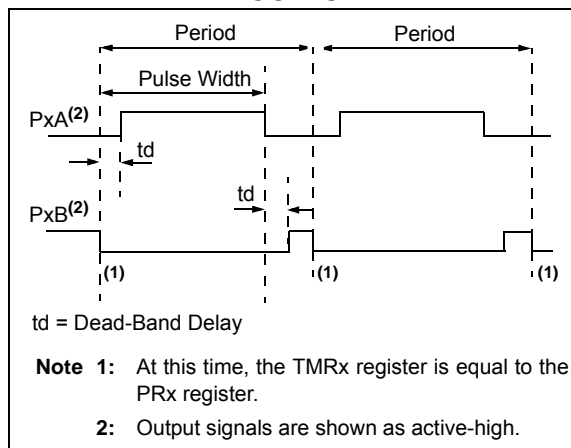 Period Period
Pulse Width
PxA(2)
td
td
PxB(2)
(1) (1) (1)
td = Dead-Band Delay
Note 1: At this time, the TMRx register is equal to the
PRx register.
2: Output signals are shown as active-high.